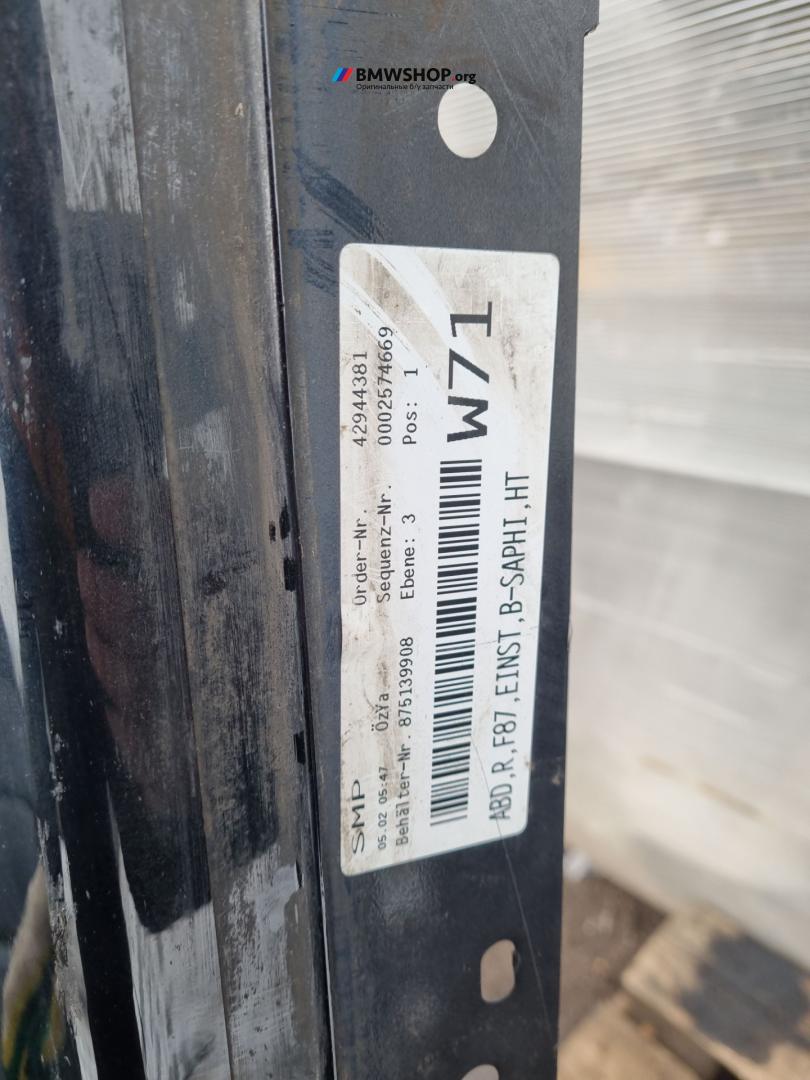 BMWSHOP.org
Оригинальные б/у запчасти
SMP Order-Nr. 42944381
05.02 05:47 ÖzYa Sequenz-Nr. 0002574669
Behälter-Nr. 875139908 Ebene: 3 Pos: 1
W71
ABD,R,F87,EINST,B-SAPHI,HT